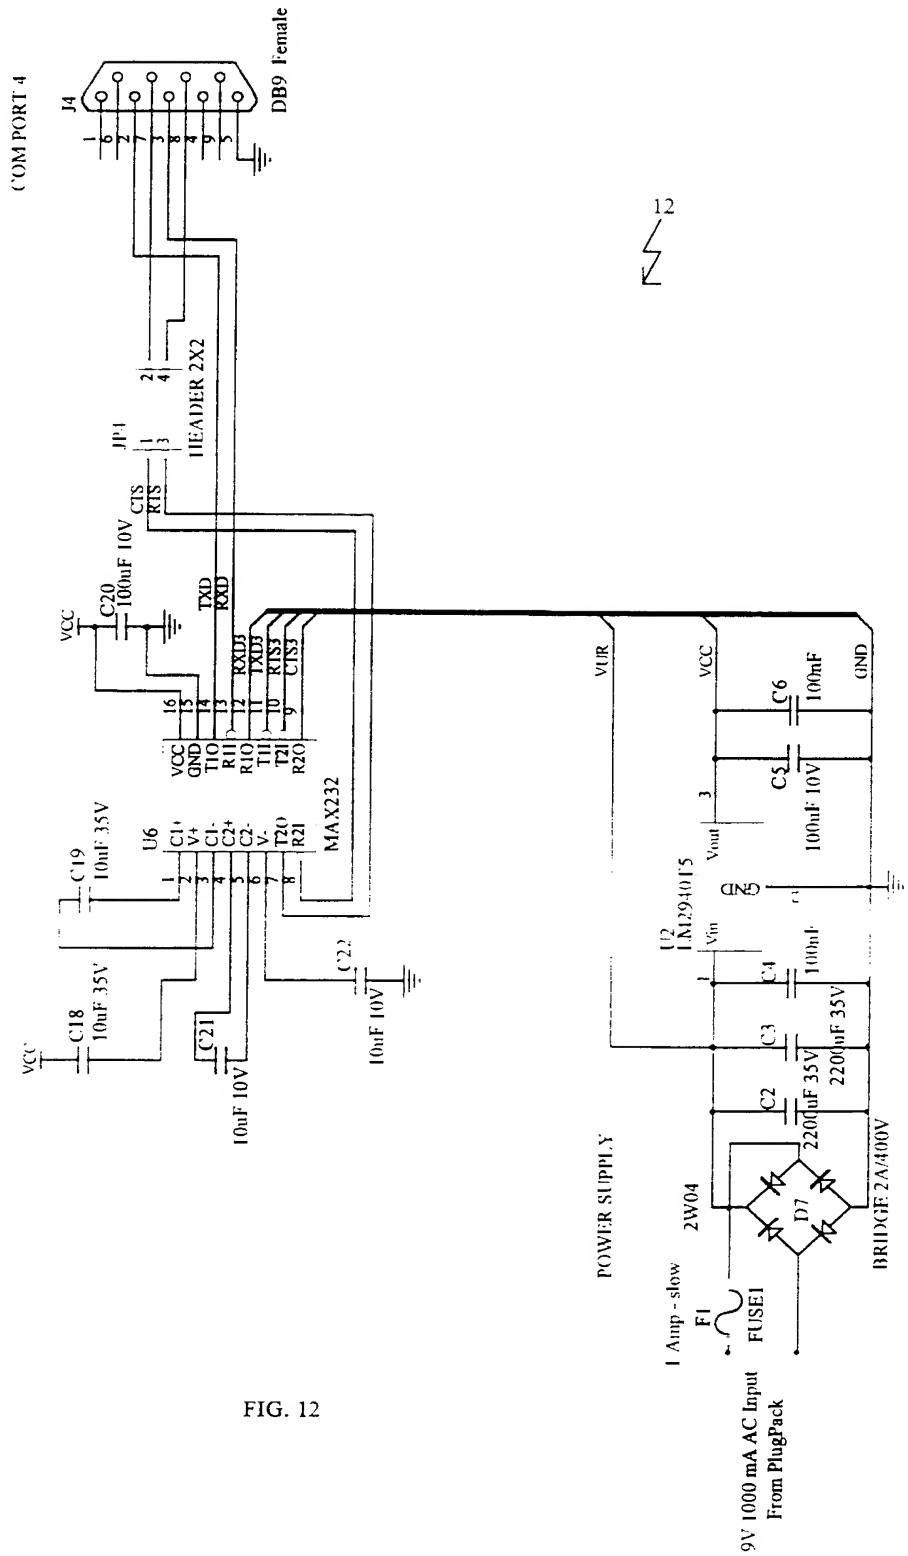 COM PORT 4
J4
1
6
2
7
3
8
4
9
5
DB9 Female
12
JP4
1
3
2
4
HEADER 2X2
CTS
RTS
VCC
C20
100uF 10V
TXD
RXD
RXD3
TXD3
RTS3
CTS3
16
15
14
13
12
11
10
9
VCC
GND
T1O
R1I
R1O
T1I
T2I
R2O
U6
MAX232
C1+
V+
C1-
C2+
C2-
V-
T2O
R2I
1
2
3
4
5
6
7
8
C19
10uF 35V
VCC
C18
10uF 35V
C21
10uF 10V
C22
10uF 10V
POWER SUPPLY
VUR
VCC
GND
C6
100nF
C5
100uF 10V
3
Vout
GND
U2
LM2940T5
Vin
1
C4
100nF
C3
2200uF 35V
C2
2200uF 35V
2W04
D7
BRIDGE 2A/400V
1 Amp - slow
F1
FUSE1
9V 1000 mA AC Input
From PlugPack
FIG. 12